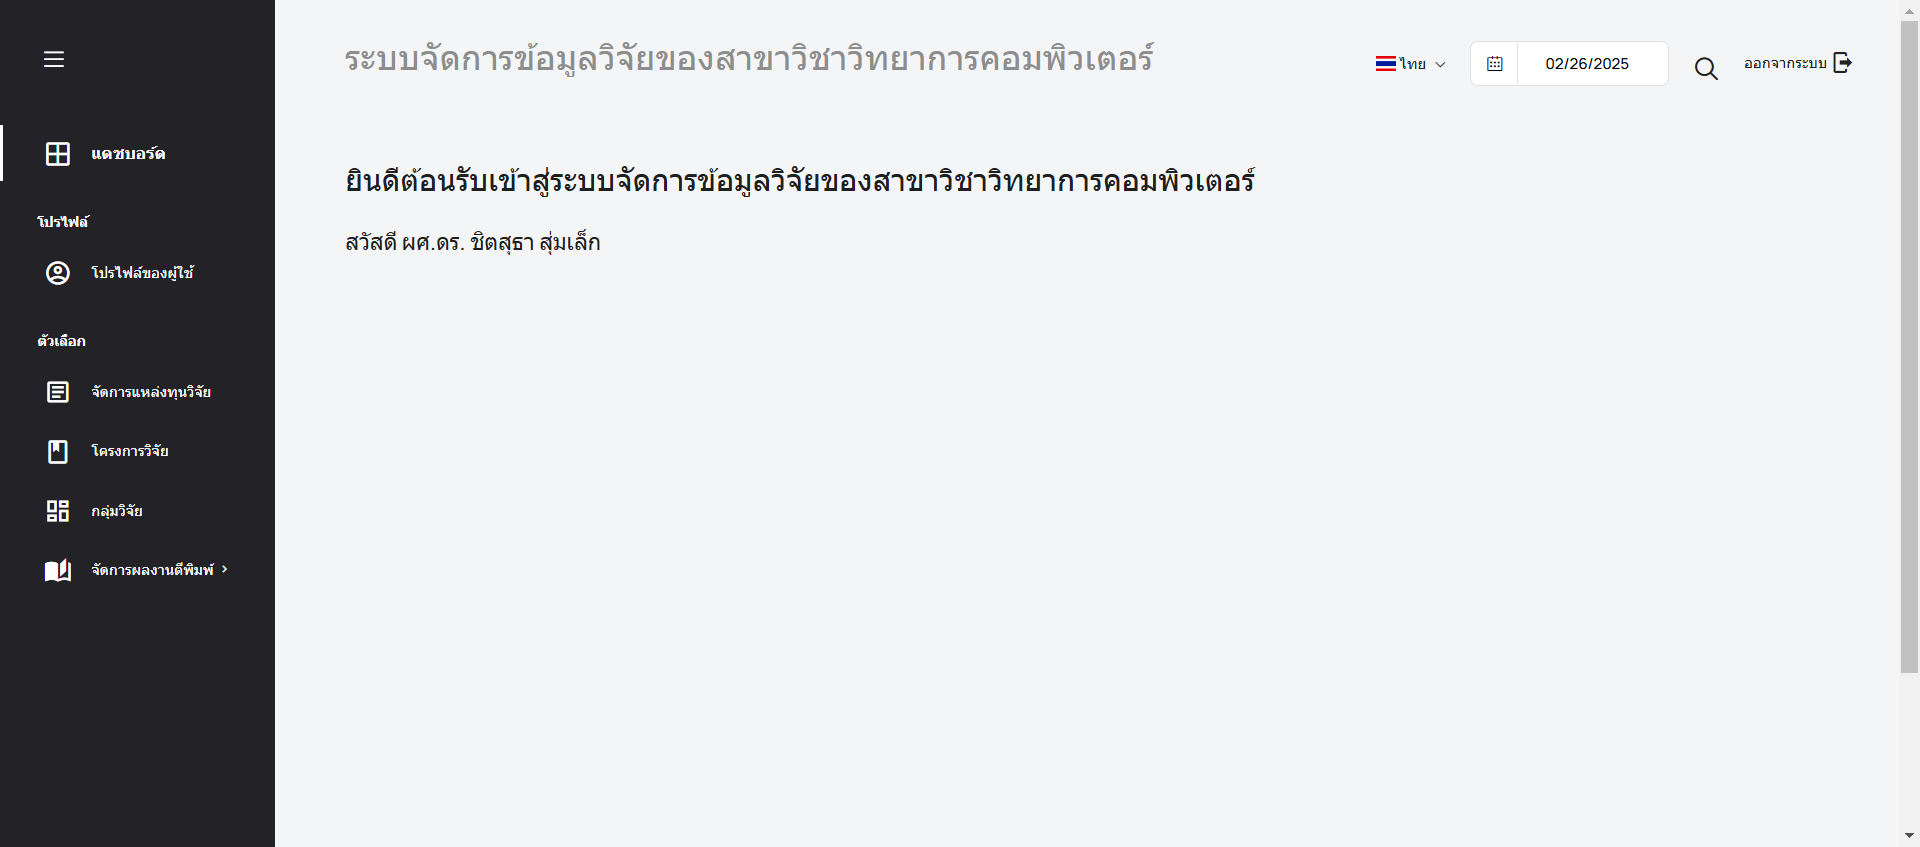 ระบบจัดการข้อมูลวิจัยของสาขาวิชาวิทยาการคอมพิวเตอร์
ไทย
02/26/2025
ออกจากระบบ
แดชบอร์ด
โปรไฟล์
โปรไฟล์ของผู้ใช้
ตัวเลือก
จัดการแหล่งทุนวิจัย
โครงการวิจัย
กลุ่มวิจัย
จัดการผลงานตีพิมพ์
ยินดีต้อนรับเข้าสู่ระบบจัดการข้อมูลวิจัยของสาขาวิชาวิทยาการคอมพิวเตอร์
สวัสดี ผศ.ดร. ชิตสุธา สุ่มเล็ก